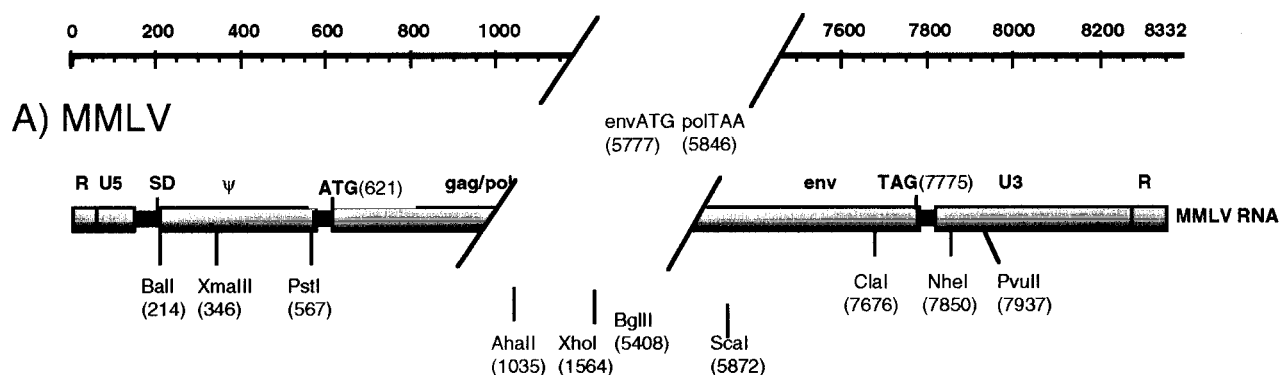 0 200 400 600 800 1000 7600 7800 8000 8200 8332
A) MMLV
envATG polTAA
(5777) (5846)
R U5 SD ψ ATG(621) gag/pol env TAG(7775) U3 R
MMLV RNA
BalI XmaIII PstI ClaI NheI PvuII
(214) (346) (567) (7676) (7850) (7937)
AhaII XhoI BglII ScaI
(1035) (1564) (5408) (5872)